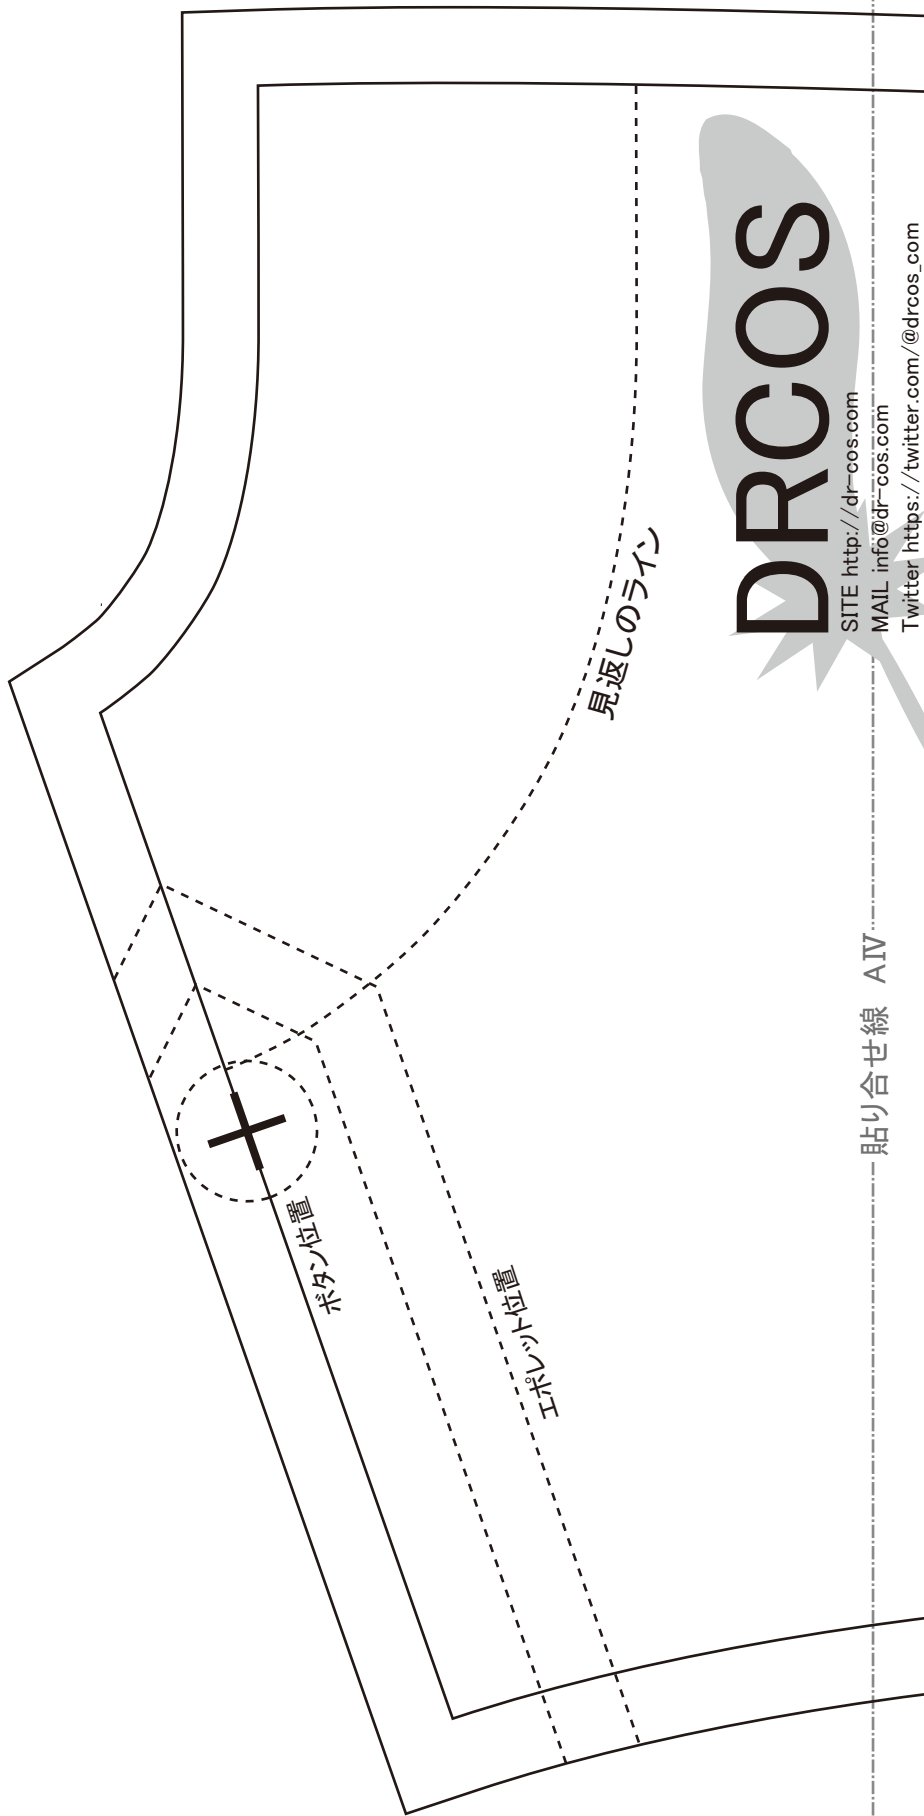 DRCOS
SITE http://dr-cos.com
MAIL info@dr-cos.com
Twitter https://twitter.com/@drcos_com
見返しのライン
貼り合せ線 AⅣ
ボタン位置
エポレット位置